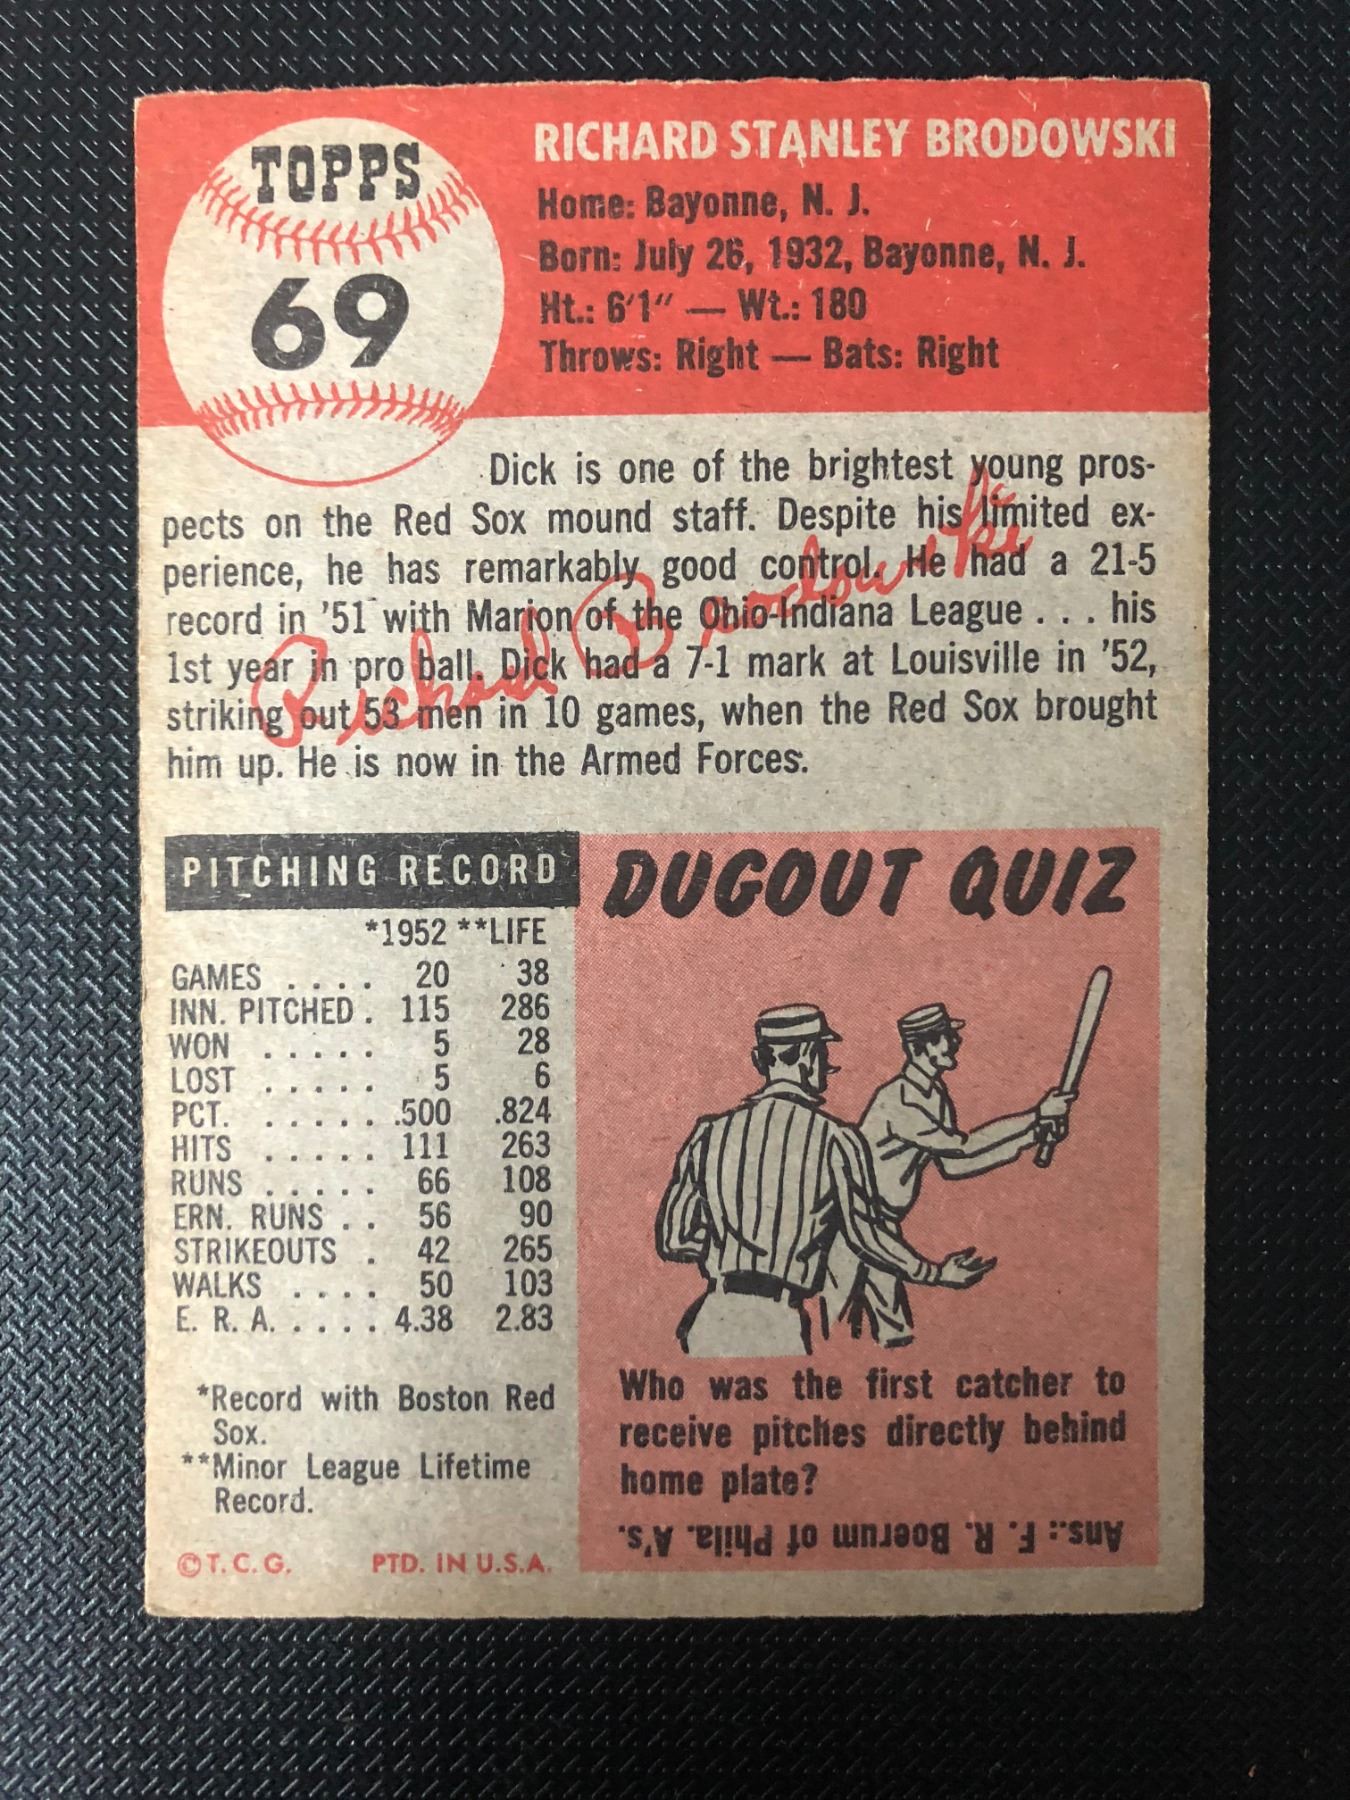 TOPPS
69
RICHARD STANLEY BRODOWSKI
Home: Bayonne, N. J.
Born: July 26, 1932, Bayonne, N. J.
Ht.: 6'1" — Wt.: 180
Throws: Right — Bats: Right
Dick is one of the brightest young pros-
pects on the Red Sox mound staff. Despite his limited ex-
perience, he has remarkably good control. He had a 21-5
record in '51 with Marion of the Ohio-Indiana League . . . his
1st year in pro ball. Dick had a 7-1 mark at Louisville in '52,
striking out 53 men in 10 games, when the Red Sox brought
him up. He is now in the Armed Forces.
Richard Brodowski
PITCHING RECORD
*1952 **LIFE
GAMES . . . . 20 38
INN. PITCHED . 115 286
WON . . . . . 5 28
LOST . . . . . 5 6
PCT. . . . . . .500 .824
HITS . . . . . 111 263
RUNS . . . . . 66 108
ERN. RUNS . . 56 90
STRIKEOUTS . 42 265
WALKS . . . . 50 103
E. R. A. . . . . . 4.38 2.83
*Record with Boston Red
Sox.
**Minor League Lifetime
Record.
© T. C. G. PTD. IN U.S.A.
DUGOUT QUIZ
Who was the first catcher to
receive pitches directly behind
home plate?
Ans.: F. R. Boerum of Phila. A's.